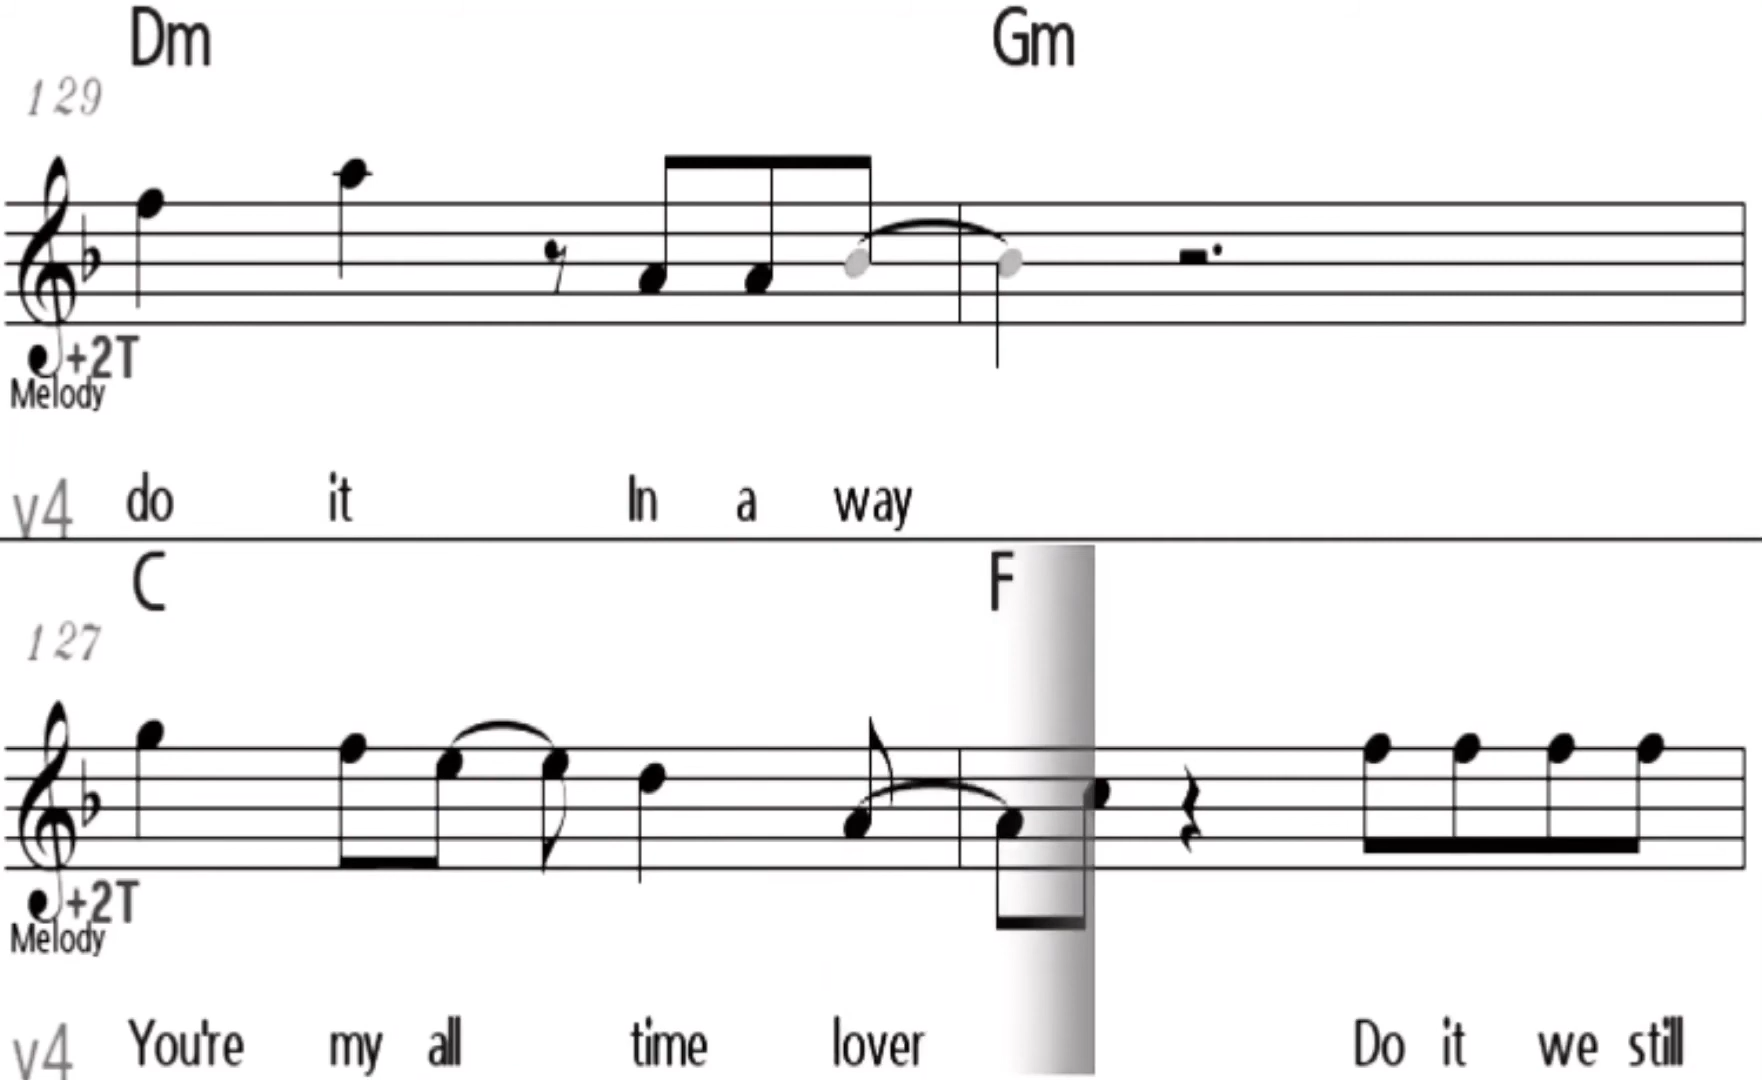 Dm Gm
129
+2T
Melody
v4 do it In a way
C F
127
+2T
Melody
v4 You're my all time lover Do it we still